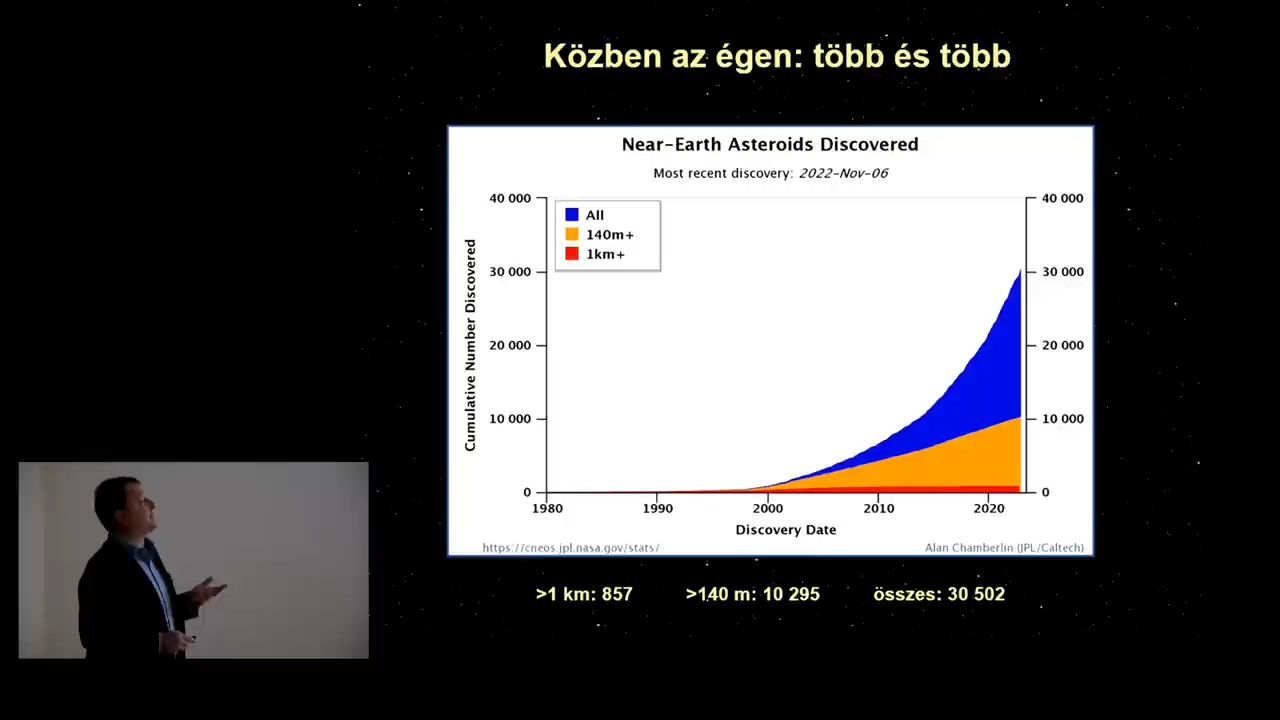 Közben az égen: több és több
Near-Earth Asteroids Discovered
Most recent discovery: 2022-Nov-06
40 000
40 000
All
140m+
1km+
30 000
30 000
20 000
20 000
10 000
10 000
0
0
Cumulative Number Discovered
1980
1990
2000
2010
2020
Discovery Date
https://cneos.jpl.nasa.gov/stats/
Alan Chamberlin (JPL/Caltech)
>1 km: 857
>140 m: 10 295
összes: 30 502